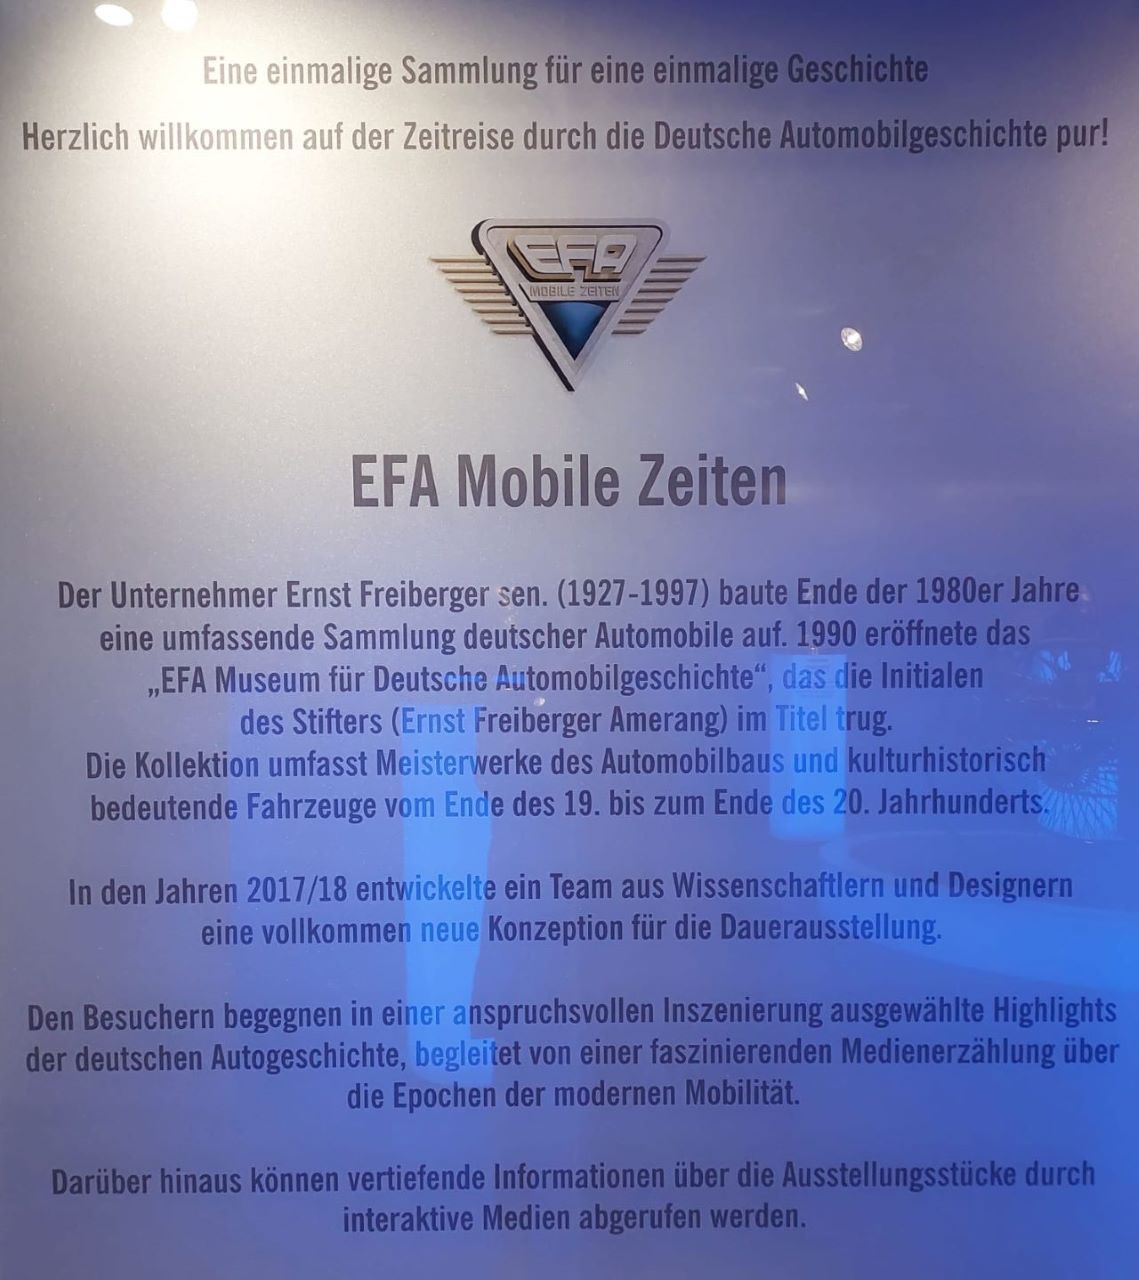 Eine einmalige Sammlung für eine einmalige Geschichte
Herzlich willkommen auf der Zeitreise durch die Deutsche Automobilgeschichte pur!
EFA
MOBILE ZEITEN
EFA Mobile Zeiten
Der Unternehmer Ernst Freiberger sen. (1927-1997) baute Ende der 1980er Jahre
eine umfassende Sammlung deutscher Automobile auf. 1990 eröffnete das
„EFA Museum für Deutsche Automobilgeschichte“, das die Initialen
des Stifters (Ernst Freiberger Amerang) im Titel trug.
Die Kollektion umfasst Meisterwerke des Automobilbaus und kulturhistorisch
bedeutende Fahrzeuge vom Ende des 19. bis zum Ende des 20. Jahrhunderts.
In den Jahren 2017/18 entwickelte ein Team aus Wissenschaftlern und Designern
eine vollkommen neue Konzeption für die Dauerausstellung.
Den Besuchern begegnen in einer anspruchsvollen Inszenierung ausgewählte Highlights
der deutschen Autogeschichte, begleitet von einer faszinierenden Medienerzählung über
die Epochen der modernen Mobilität.
Darüber hinaus können vertiefende Informationen über die Ausstellungsstücke durch
interaktive Medien abgerufen werden.